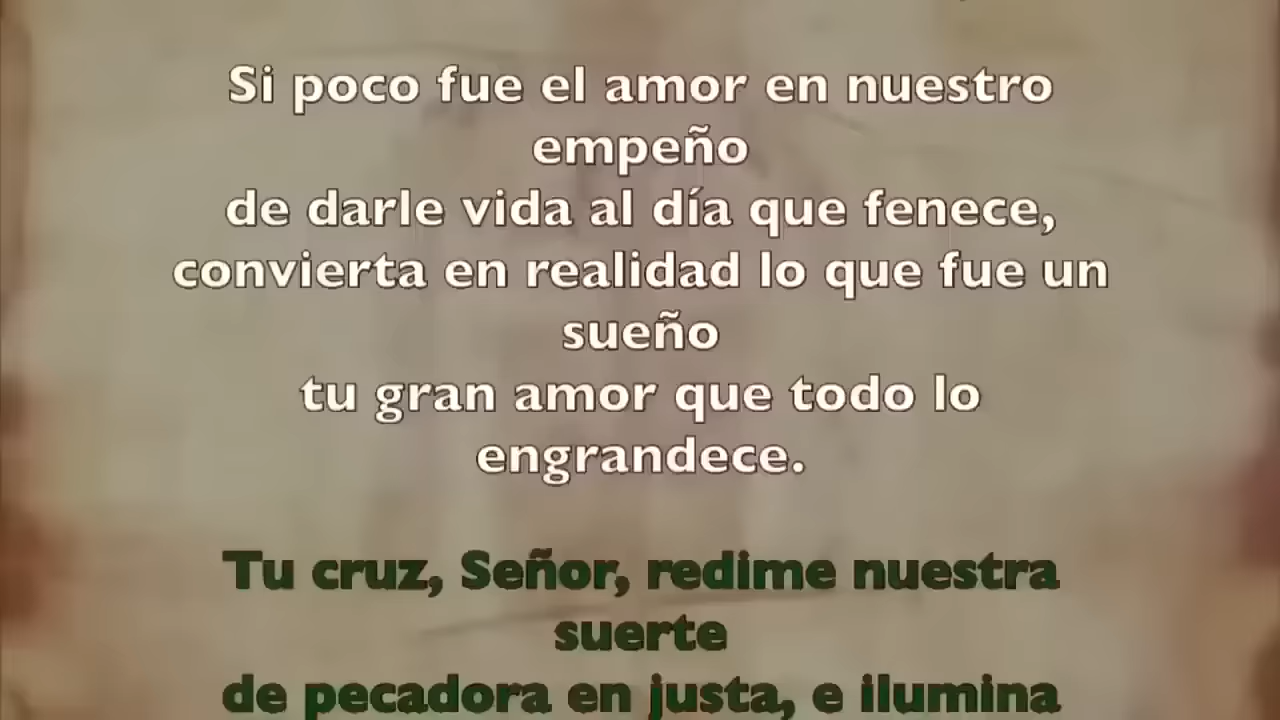 Si poco fue el amor en nuestro
empeño
de darle vida al día que fenece,
convierta en realidad lo que fue un
sueño
tu gran amor que todo lo
engrandece.
Tu cruz, Señor, redime nuestra
suerte
de pecadora en justa, e ilumina